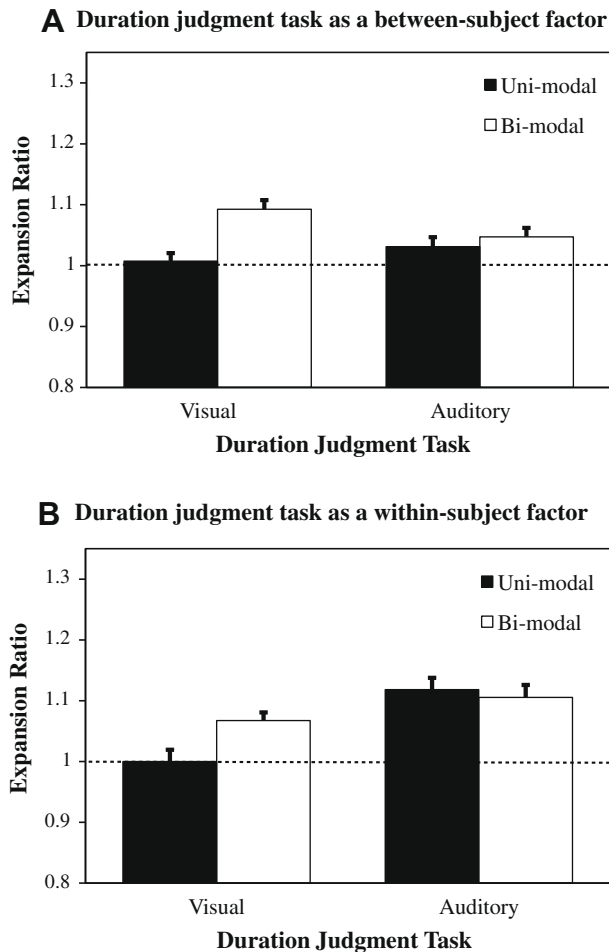 A Duration judgment task as a between-subject factor
Expansion Ratio
1.3
1.2
1.1
1
0.9
0.8
Uni-modal
Bi-modal
Visual Auditory
Duration Judgment Task
B Duration judgment task as a within-subject factor
Expansion Ratio
1.3
1.2
1.1
1
0.9
0.8
Uni-modal
Bi-modal
Visual Auditory
Duration Judgment Task